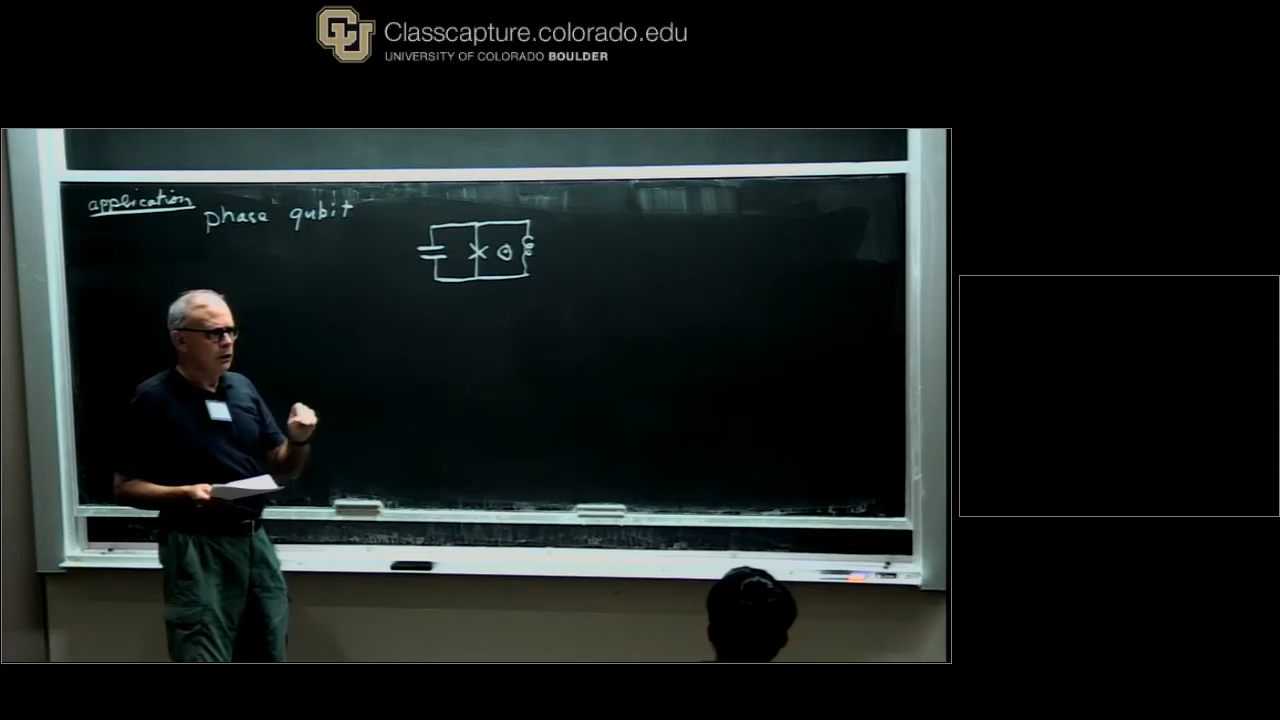 Classcapture.colorado.edu
UNIVERSITY OF COLORADO BOULDER
application
phase qubit